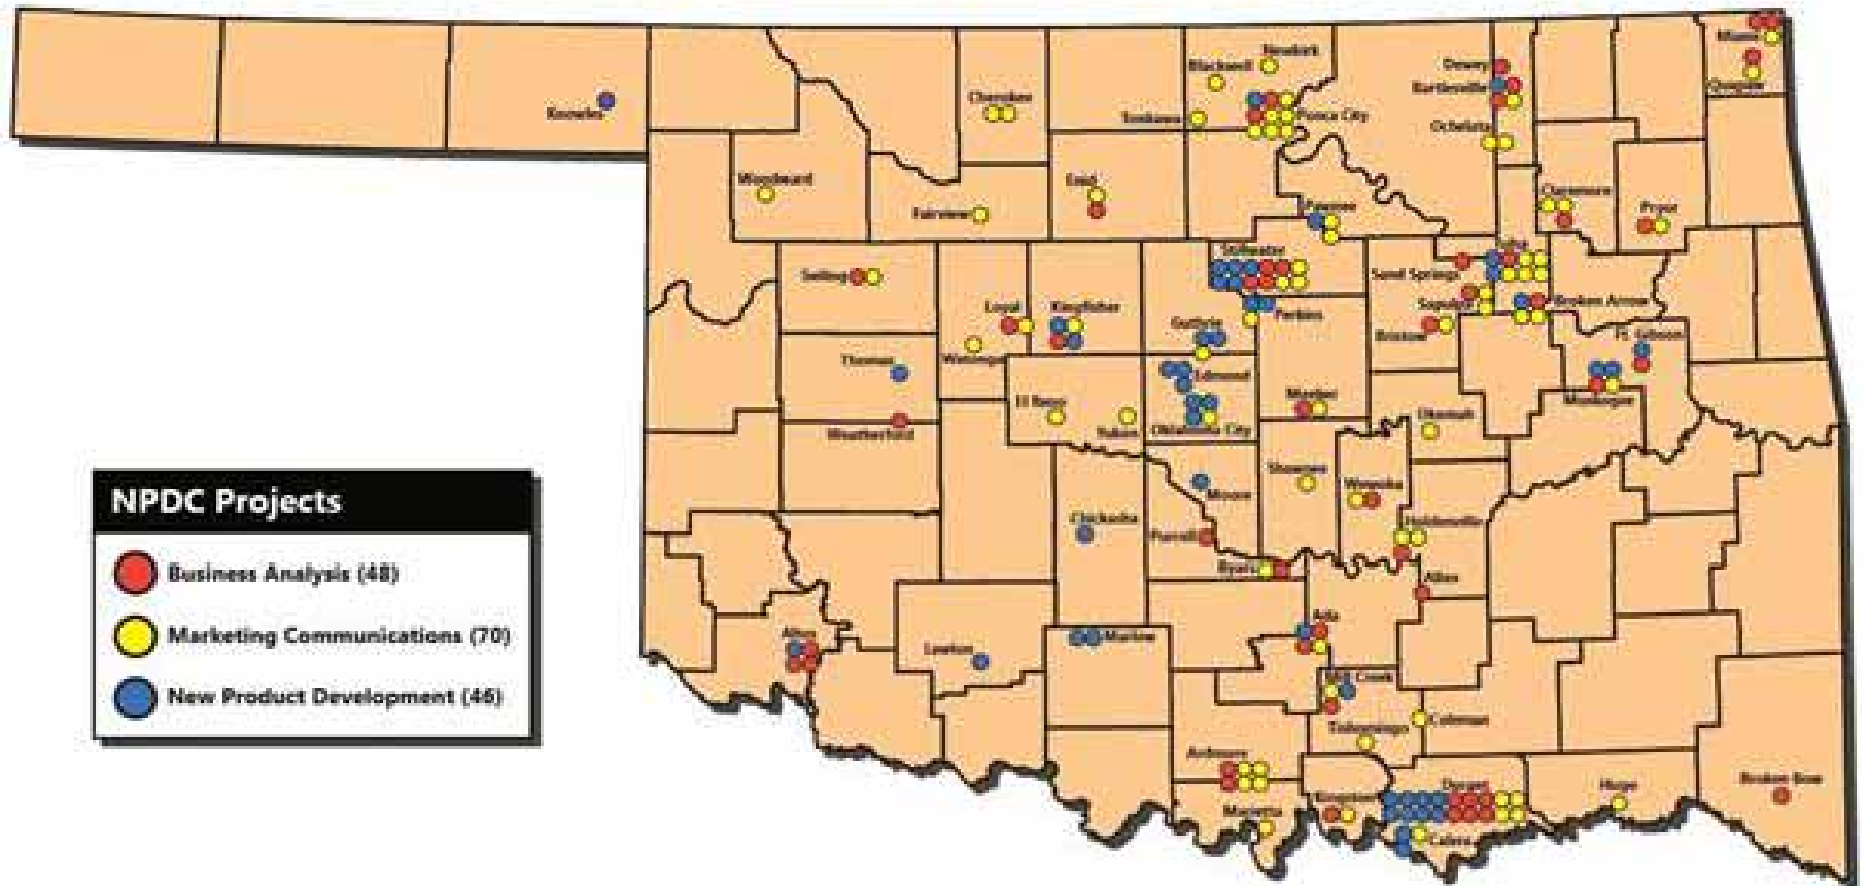 Miami
Newkirk
Blackwell
Dewey
Bartlesville
Quapaw
Knowles
Cherokee
Tonkawa
Ponca City
Ochelata
Woodward
Enid
Claremore
Fairview
Pawnee
Pryor
Stillwater
Tulsa
Seiling
Sand Springs
Loyal
Kingfisher
Sapulpa
Broken Arrow
Perkins
Guthrie
Bristow
Ft. Gibson
Watonga
Thomas
Edmond
El Reno
Meeker
Muskogee
Okemah
Weatherford
Yukon
Oklahoma City
Shawnee
Wewoka
Moore
NPDC Projects
Chickasha
Holdenville
Purcell
Byars
Business Analysis (48)
Allen
Ada
Marketing Communications (70)
Altus
Marlow
Lawton
Mill Creek
New Product Development (46)
Coleman
Tishomingo
Ardmore
Broken Bow
Durant
Hugo
Kingston
Marietta
Calera